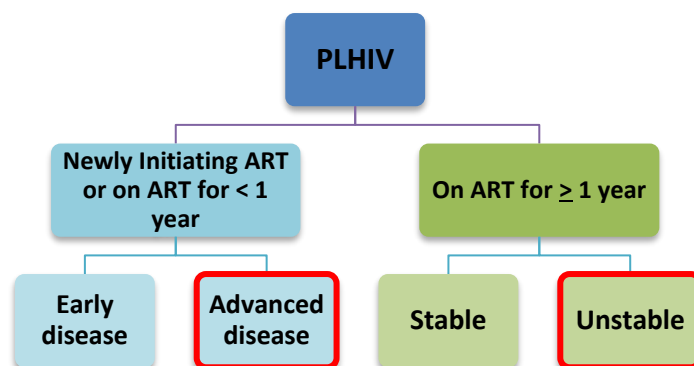 PLHIV
Newly Initiating ART
or on ART for < 1
year
On ART for ≥ 1 year
Early
disease
Advanced
disease
Stable
Unstable